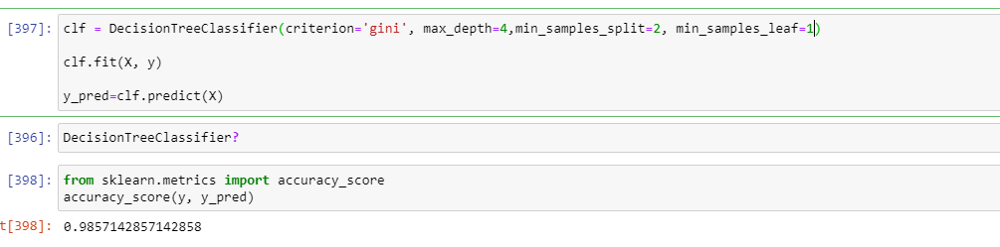 [397]: clf = DecisionTreeClassifier(criterion='gini', max_depth=4,min_samples_split=2, min_samples_leaf=1)
clf.fit(X, y)
y_pred=clf.predict(X)
[396]: DecisionTreeClassifier?
[398]: from sklearn.metrics import accuracy_score
accuracy_score(y, y_pred)
t[398]: 0.9857142857142858